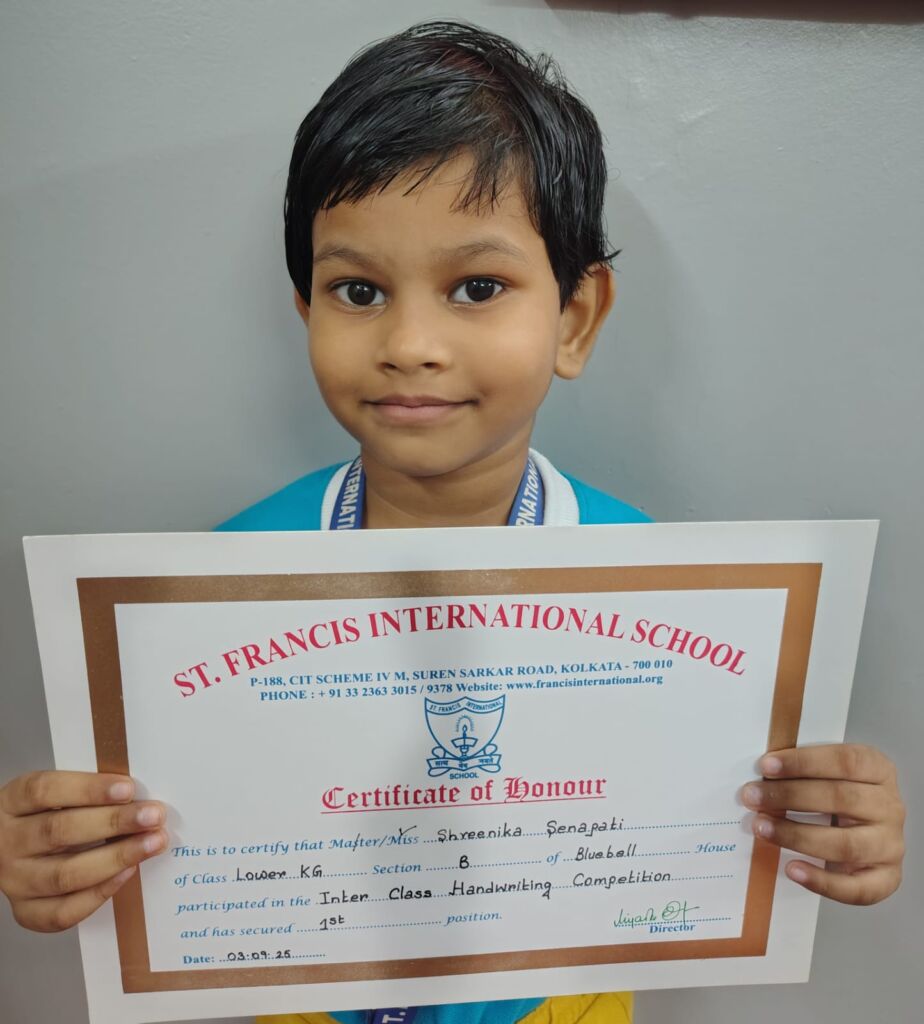 INTERNATIONAL
RNATIONAL
ST. FRANCIS INTERNATIONAL SCHOOL
P-188, CIT SCHEME IV M, SUREN SARKAR ROAD, KOLKATA - 700 010
PHONE : + 91 33 2363 3015 / 9378 Website: www.francisinternational.org
ST. FRANCIS INTERNATIONAL
SCHOOL
Certificate of Honour
This is to certify that Master/Miss Shreenika Senapati
of Class Lower KG Section B of Bluebell House
participated in the Inter Class Handwriting Competition
and has secured 1st position.
Director
Date: 03.09.25